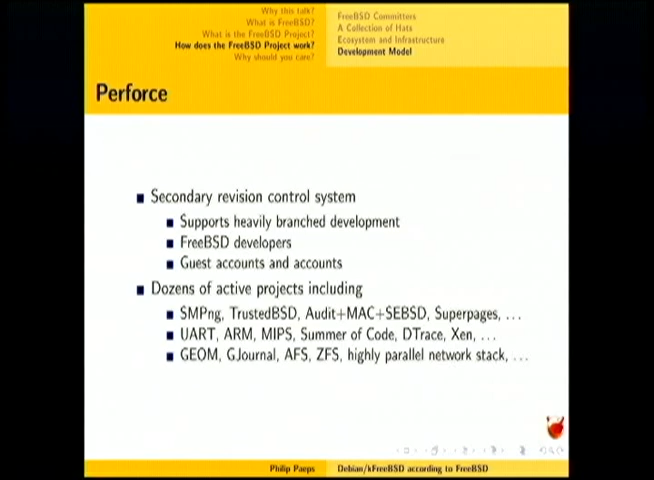 Why this talk?
What is FreeBSD?
What is the FreeBSD Project?
How does the FreeBSD Project work?
Why should you care?
FreeBSD Committers
A Collection of Hats
Ecosystem and Infrastructure
Development Model
Perforce
Secondary revision control system
Supports heavily branched development
FreeBSD developers
Guest accounts and accounts
Dozens of active projects including
SMPng, TrustedBSD, Audit+MAC+SEBSD, Superpages, ...
UART, ARM, MIPS, Summer of Code, DTrace, Xen, ...
GEOM, GJournal, AFS, ZFS, highly parallel network stack, ...
Philip Paeps
Debian/kFreeBSD according to FreeBSD